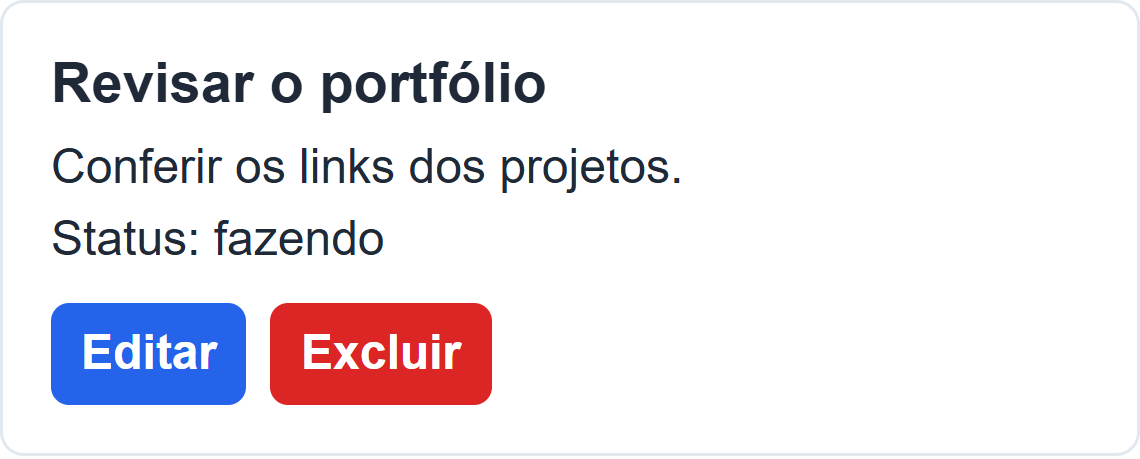 Revisar o portfólio
Conferir os links dos projetos.
Status: fazendo
Editar Excluir